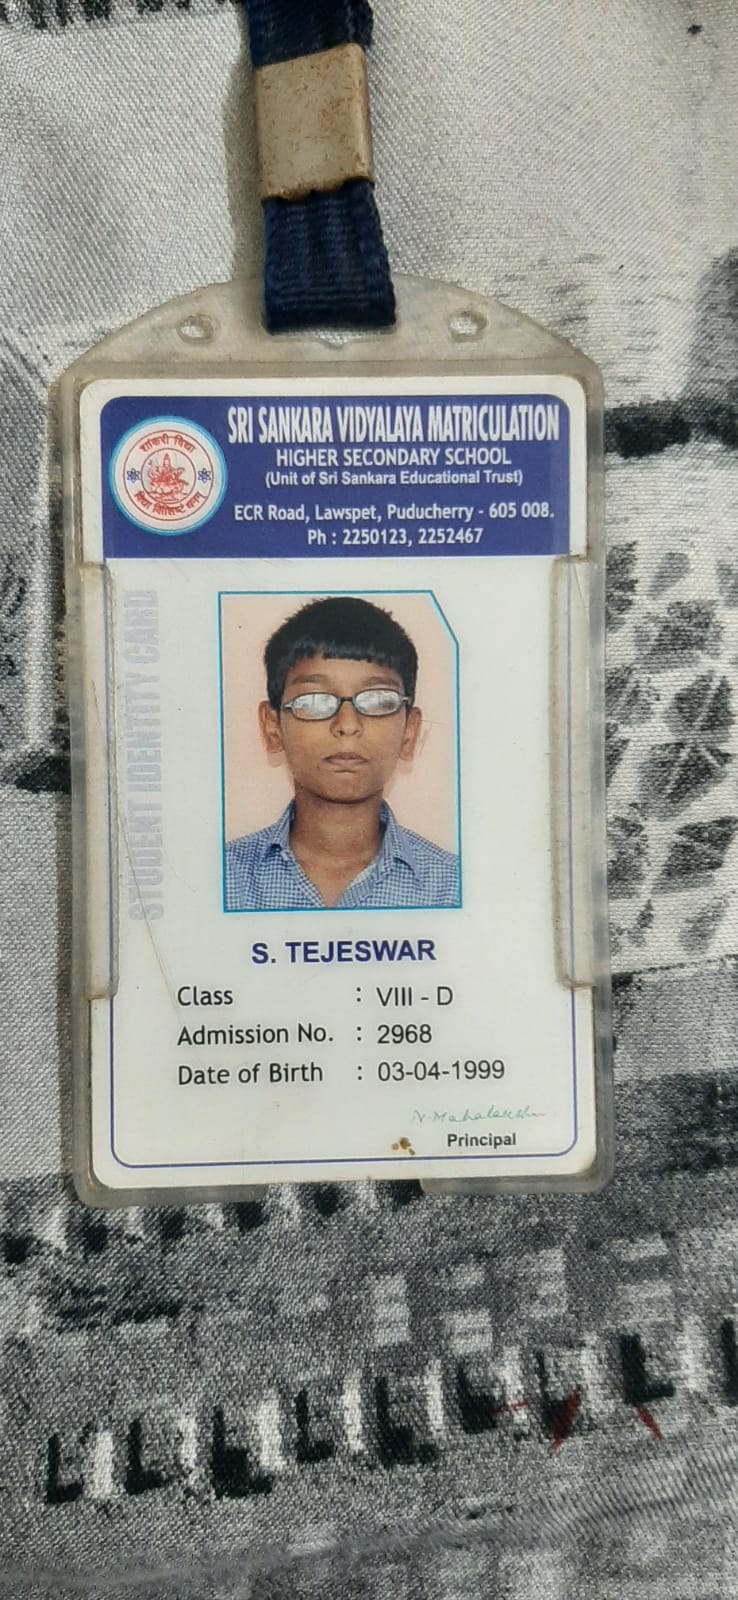 SRI SANKARA VIDYALAYA MATRICULATION
HIGHER SECONDARY SCHOOL
(Unit of Sri Sankara Educational Trust)
ECR Road, Lawspet, Puducherry - 605 008.
Ph : 2250123, 2252467
शांकरी विद्या
STUDENT IDENTITY CARD
S. TEJESWAR
Class : VIII - D
Admission No. : 2968
Date of Birth : 03-04-1999
N. Mahalakshmi
Principal